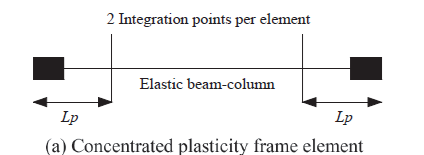 2 Integration points per element
Elastic beam-column
Lp Lp
(a) Concentrated plasticity frame element